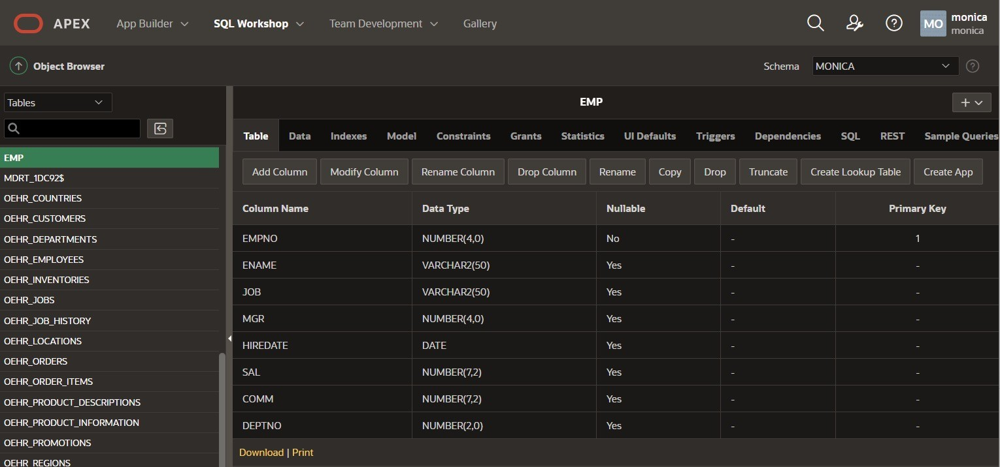 APEX App Builder SQL Workshop Team Development Gallery MO monica
monica
Object Browser Schema MONICA
Tables
EMP
MDRT_1DC92$
OEHR_COUNTRIES
OEHR_CUSTOMERS
OEHR_DEPARTMENTS
OEHR_EMPLOYEES
OEHR_INVENTORIES
OEHR_JOBS
OEHR_JOB_HISTORY
OEHR_LOCATIONS
OEHR_ORDERS
OEHR_ORDER_ITEMS
OEHR_PRODUCT_DESCRIPTIONS
OEHR_PRODUCT_INFORMATION
OEHR_PROMOTIONS
OEHR_REGIONS
EMP
Table Data Indexes Model Constraints Grants Statistics UI Defaults Triggers Dependencies SQL REST Sample Queries
Add Column Modify Column Rename Column Drop Column Rename Copy Drop Truncate Create Lookup Table Create App
Column Name Data Type Nullable Default Primary Key
EMPNO NUMBER(4,0) No - 1
ENAME VARCHAR2(50) Yes - -
JOB VARCHAR2(50) Yes - -
MGR NUMBER(4,0) Yes - -
HIREDATE DATE Yes - -
SAL NUMBER(7,2) Yes - -
COMM NUMBER(7,2) Yes - -
DEPTNO NUMBER(2,0) Yes - -
Download | Print